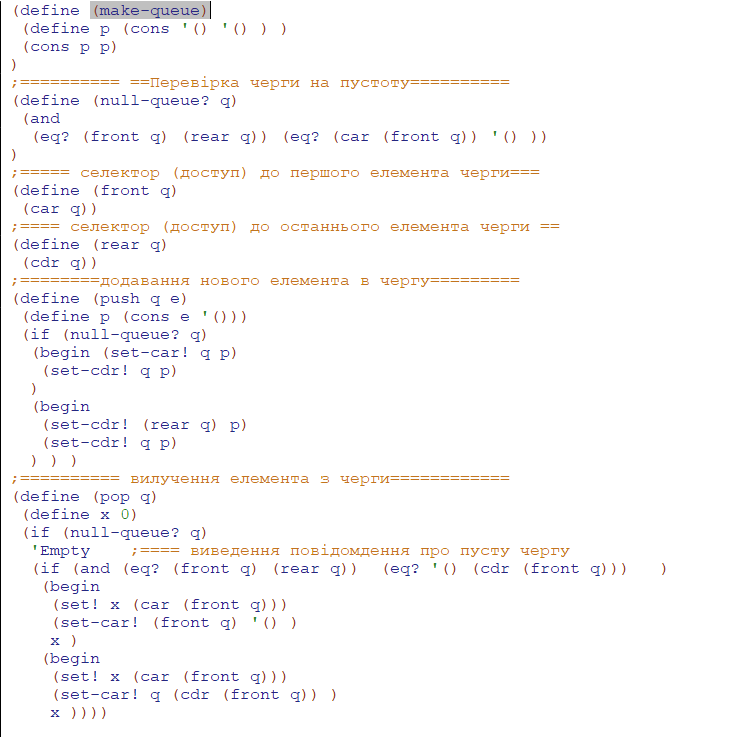 (define (make-queue)
(define p (cons '() '() ) )
(cons p p)
)
;========== ==Перевірка черги на пустоту==========
(define (null-queue? q)
(and
(eq? (front q) (rear q)) (eq? (car (front q)) '() ))
)
;===== селектор (доступ) до першого елемента черги===
(define (front q)
(car q))
;==== селектор (доступ) до останнього елемента черги ==
(define (rear q)
(cdr q))
;========додавання нового елемента в чергу=========
(define (push q e)
(define p (cons e '()))
(if (null-queue? q)
(begin (set-car! q p)
(set-cdr! q p)
)
(begin
(set-cdr! (rear q) p)
(set-cdr! q p)
) ) )
;========== вилучення елемента з черги============
(define (pop q)
(define x 0)
(if (null-queue? q)
'Empty    ;==== виведення повідомдення про пусту чергу
(if (and (eq? (front q) (rear q))  (eq? '() (cdr (front q)))   )
(begin
(set! x (car (front q)))
(set-car! (front q) '() )
x )
(begin
(set! x (car (front q)))
(set-car! q (cdr (front q)) )
x ))))